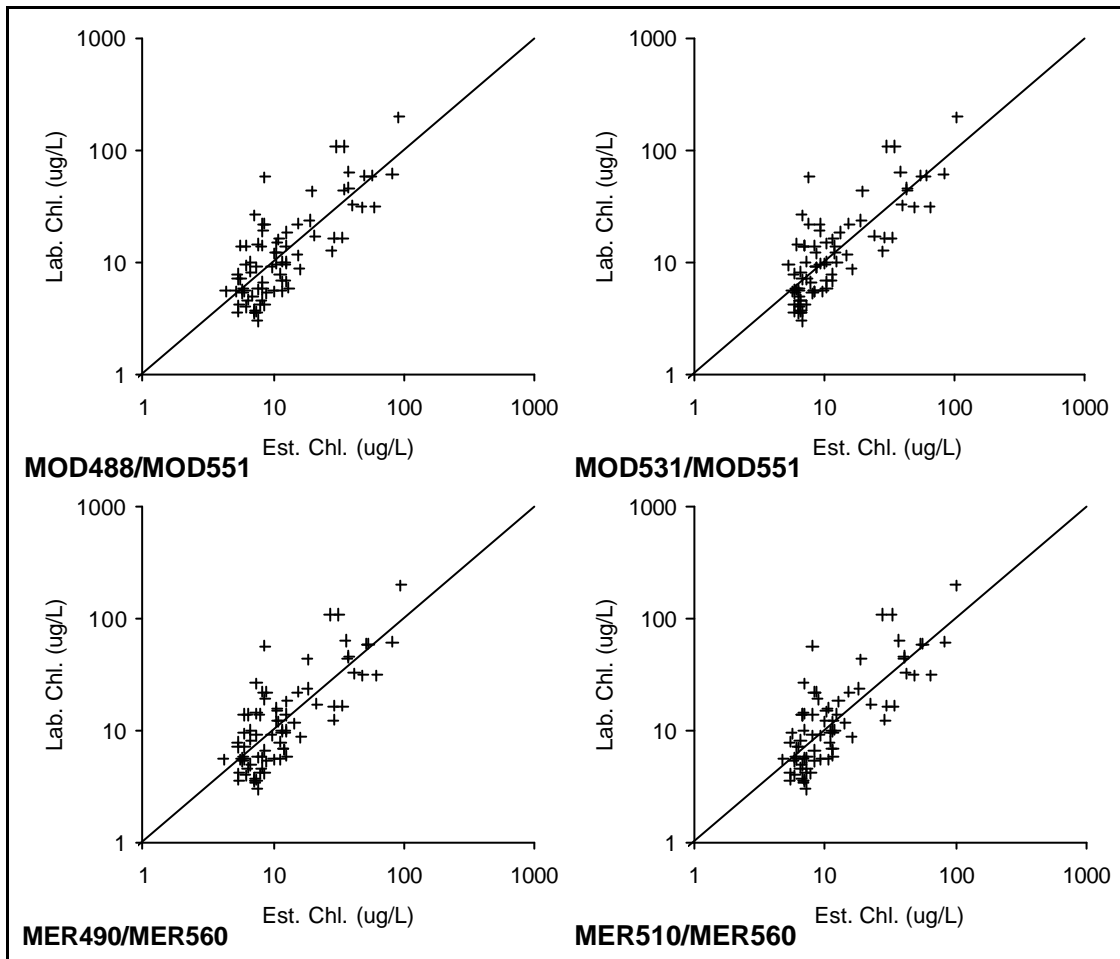 1000
100
10
1
1 10 100 1000
Lab. Chl. (ug/L)
Est. Chl. (ug/L)
MOD488/MOD551
1000
100
10
1
1 10 100 1000
Lab. Chl. (ug/L)
Est. Chl. (ug/L)
MOD531/MOD551
1000
100
10
1
1 10 100 1000
Lab. Chl. (ug/L)
Est. Chl. (ug/L)
MER490/MER560
1000
100
10
1
1 10 100 1000
Lab. Chl. (ug/L)
Est. Chl. (ug/L)
MER510/MER560